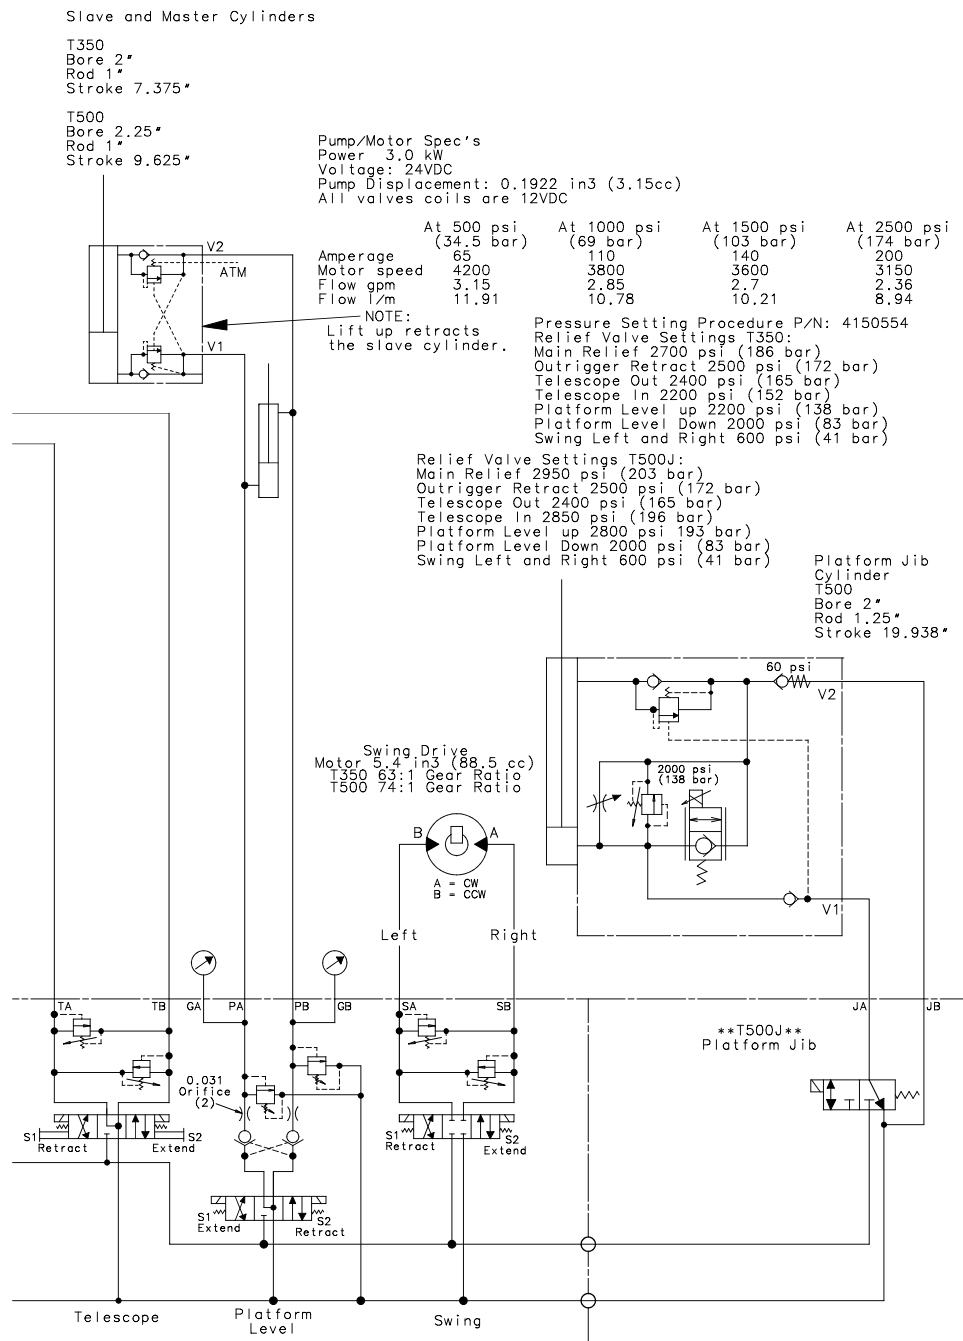 Slave and Master Cylinders
T350
Bore 2"
Rod 1"
Stroke 7.375"
T500
Bore 2.25"
Rod 1"
Stroke 9.625"
Pump/Motor Spec's
Power 3.0 kW
Voltage: 24VDC
Pump Displacement: 0.1922 in3 (3.15cc)
All valves coils are 12VDC
At 500 psi At 1000 psi At 1500 psi At 2500 psi
(34.5 bar) (69 bar) (103 bar) (174 bar)
Amperage 65 110 140 200
Motor speed 4200 3800 3600 3150
Flow gpm 3.15 2.85 2.7 2.36
Flow l/m 11.91 10.78 10.21 8.94
V2
ATM
V1
NOTE:
Lift up retracts
the slave cylinder.
Pressure Setting Procedure P/N: 4150554
Relief Valve Settings T350:
Main Relief 2700 psi (186 bar)
Outrigger Retract 2500 psi (172 bar)
Telescope Out 2400 psi (165 bar)
Telescope In 2200 psi (152 bar)
Platform Level up 2200 psi (138 bar)
Platform Level Down 2000 psi (83 bar)
Swing Left and Right 600 psi (41 bar)
Relief Valve Settings T500J:
Main Relief 2950 psi (203 bar)
Outrigger Retract 2500 psi (172 bar)
Telescope Out 2400 psi (165 bar)
Telescope In 2850 psi (196 bar)
Platform Level up 2800 psi 193 bar)
Platform Level Down 2000 psi (83 bar)
Swing Left and Right 600 psi (41 bar)
Platform Jib
Cylinder
T500
Bore 2"
Rod 1.25"
Stroke 19.938"
60 psi
V2
2000 psi
(138 bar)
V1
Swing Drive
Motor 5.4 in3 (88.5 cc)
T350 63:1 Gear Ratio
T500 74:1 Gear Ratio
B A
A = CW
B = CCW
Left Right
TA TB GA PA PB GB SA SB JA JB
**T500J**
Platform Jib
0.031
Orifice
(2)
S1 S2
Retract Extend
S1 S2
Extend Retract
S1 S2
Retract Extend
Telescope
Platform
Level
Swing